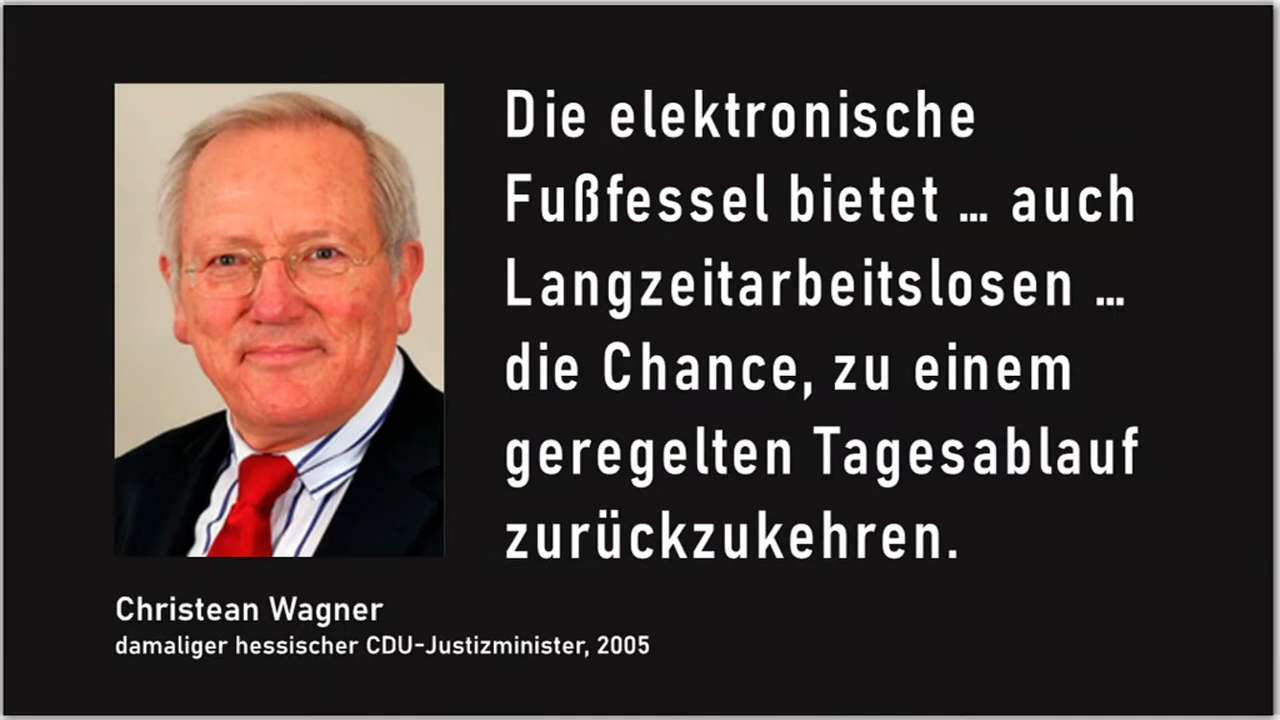 Die elektronische
Fußfessel bietet … auch
Langzeitarbeitslosen …
die Chance, zu einem
geregelten Tagesablauf
zurückzukehren.
Christean Wagner
damaliger hessischer CDU-Justizminister, 2005